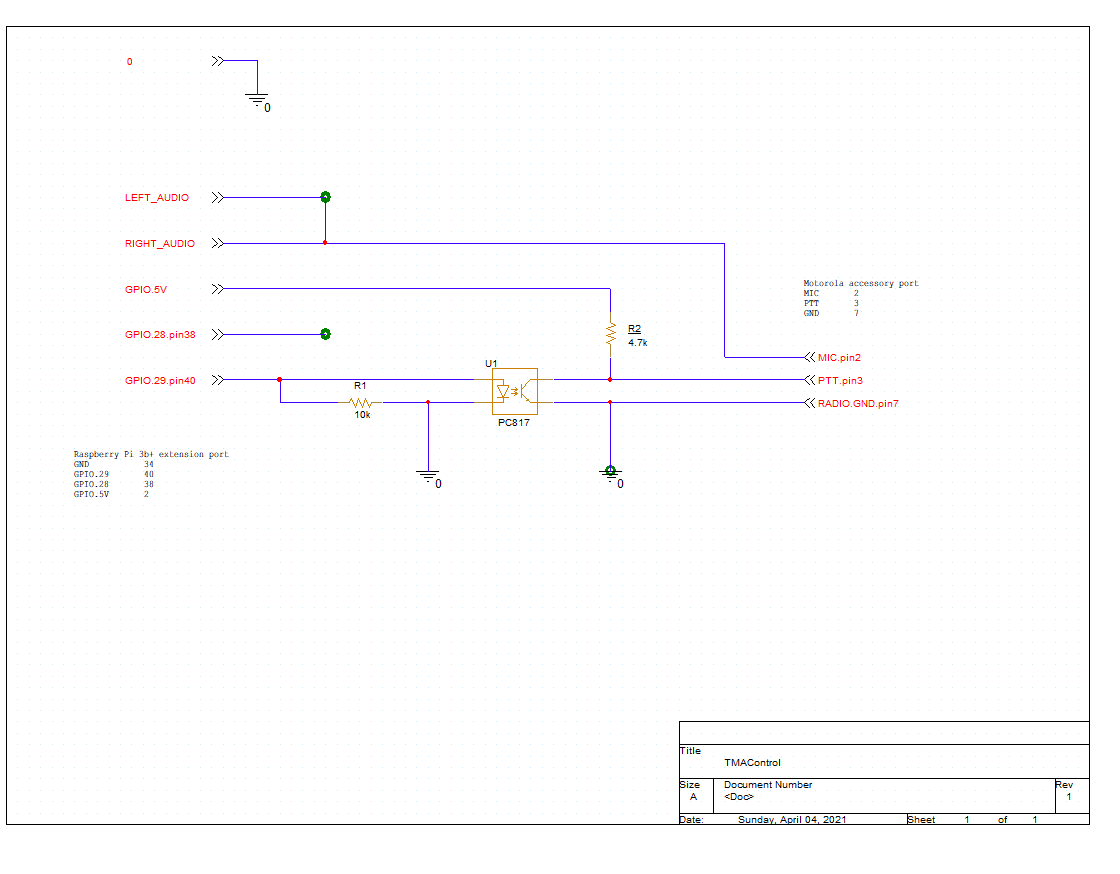 0
0
LEFT_AUDIO
RIGHT_AUDIO
GPIO.5V
Motorola accessory port
MIC 2
PTT 3
GND 7
GPIO.28.pin38
R2
4.7k
MIC.pin2
U1
GPIO.29.pin40
R1
10k
PC817
PTT.pin3
RADIO.GND.pin7
Raspberry Pi 3b+ extension port
GND 34
GPIO.29 40
GPIO.28 38
GPIO.5V 2
0
0
Title
TMAControl
Size
A
Document Number
<Doc>
Rev
1
Date: Sunday, April 04, 2021 Sheet 1 of 1